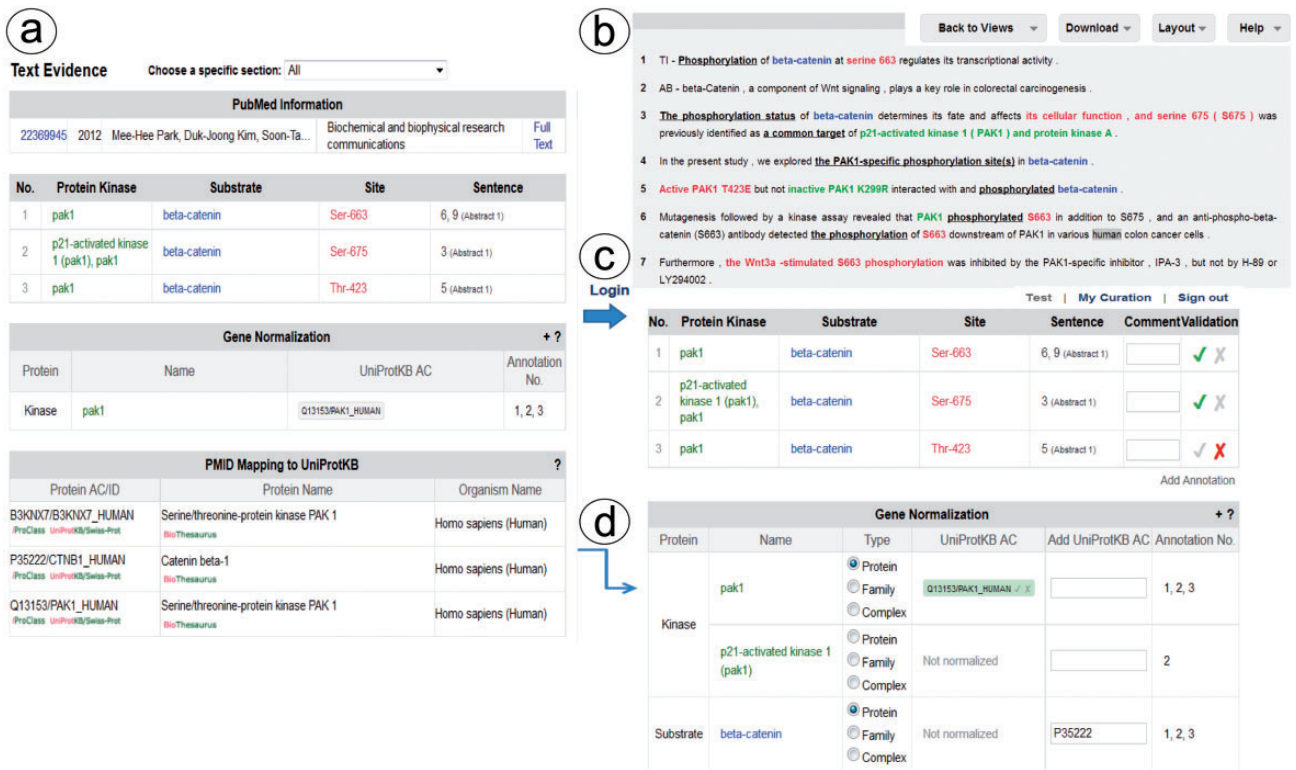 a
Text Evidence
Choose a specific section: All
PubMed Information
22369945 2012 Mee-Hee Park, Duk-Joong Kim, Soon-Ta... Biochemical and biophysical research communications Full Text
No. Protein Kinase Substrate Site Sentence
1 pak1 beta-catenin Ser-663 6, 9 (Abstract 1)
2 p21-activated kinase 1 (pak1), pak1 beta-catenin Ser-675 3 (Abstract 1)
3 pak1 beta-catenin Thr-423 5 (Abstract 1)
Gene Normalization + ?
Protein Name UniProtKB AC Annotation No.
Kinase pak1 Q13153/PAK1_HUMAN 1, 2, 3
PMID Mapping to UniProtKB ?
Protein AC/ID Protein Name Organism Name
B3KNX7/B3KNX7_HUMAN Serine/threonine-protein kinase PAK 1 Homo sapiens (Human)
iProClass UniProtKB/Swiss-Prot BioThesaurus
P35222/CTNB1_HUMAN Catenin beta-1 Homo sapiens (Human)
iProClass UniProtKB/Swiss-Prot BioThesaurus
Q13153/PAK1_HUMAN Serine/threonine-protein kinase PAK 1 Homo sapiens (Human)
iProClass UniProtKB/Swiss-Prot BioThesaurus
b
Back to Views Download Layout Help
1 TI - Phosphorylation of beta-catenin at serine 663 regulates its transcriptional activity .
2 AB - beta-Catenin , a component of Wnt signaling , plays a key role in colorectal carcinogenesis .
3 The phosphorylation status of beta-catenin determines its fate and affects its cellular function , and serine 675 ( S675 ) was
previously identified as a common target of p21-activated kinase 1 ( PAK1 ) and protein kinase A .
4 In the present study , we explored the PAK1-specific phosphorylation site(s) in beta-catenin .
5 Active PAK1 T423E but not inactive PAK1 K299R interacted with and phosphorylated beta-catenin .
6 Mutagenesis followed by a kinase assay revealed that PAK1 phosphorylated S663 in addition to S675 , and an anti-phospho-beta-
catenin (S663) antibody detected the phosphorylation of S663 downstream of PAK1 in various human colon cancer cells .
7 Furthermore , the Wnt3a -stimulated S663 phosphorylation was inhibited by the PAK1-specific inhibitor , IPA-3 , but not by H-89 or
LY294002 .
c
Login
Test | My Curation | Sign out
No. Protein Kinase Substrate Site Sentence Comment Validation
1 pak1 beta-catenin Ser-663 6, 9 (Abstract 1)
2 p21-activated kinase 1 (pak1), pak1 beta-catenin Ser-675 3 (Abstract 1)
3 pak1 beta-catenin Thr-423 5 (Abstract 1)
Add Annotation
d
Gene Normalization + ?
Protein Name Type UniProtKB AC Add UniProtKB AC Annotation No.
Kinase
pak1 Protein Family Complex Q13153/PAK1_HUMAN 1, 2, 3
p21-activated kinase 1 (pak1) Protein Family Complex Not normalized 2
Substrate beta-catenin Protein Family Complex Not normalized P35222 1, 2, 3